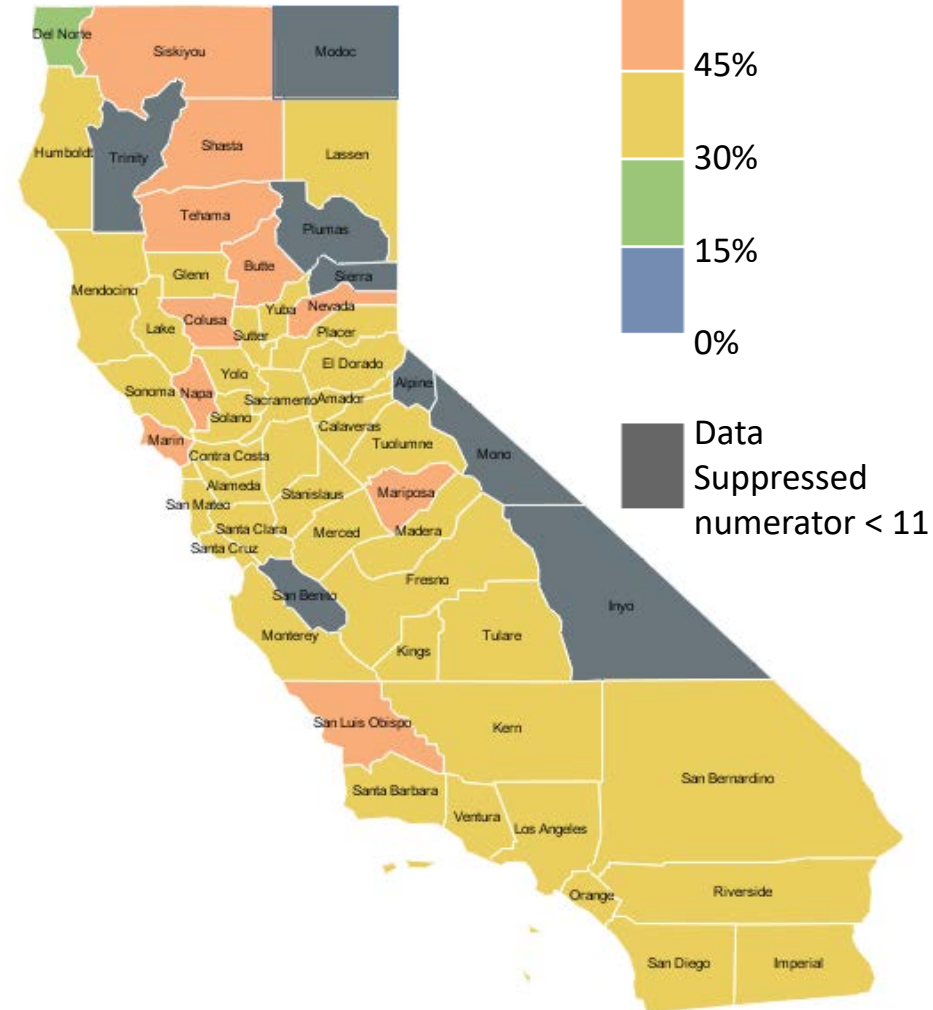 Del Norte
Siskiyou
Modoc
45%
Humboldt
Trinity
Shasta
Lassen
30%
Tehama
Plumas
15%
Mendocino
Glenn
Butte
Sierra
Lake
Colusa
Yuba
Nevada
Sutter
Placer
0%
Yolo
El Dorado
Sonoma
Napa
Sacramento
Amador
Alpine
Solano
Calaveras
Marin
Tuolumne
Data
Suppressed
numerator < 11
Contra Costa
Mono
Alameda
Stanislaus
Mariposa
San Mateo
Santa Clara
Merced
Madera
Santa Cruz
Fresno
San Benito
Inyo
Monterey
Kings
Tulare
San Luis Obispo
Kern
San Bernardino
Santa Barbara
Ventura
Los Angeles
Orange
Riverside
San Diego
Imperial